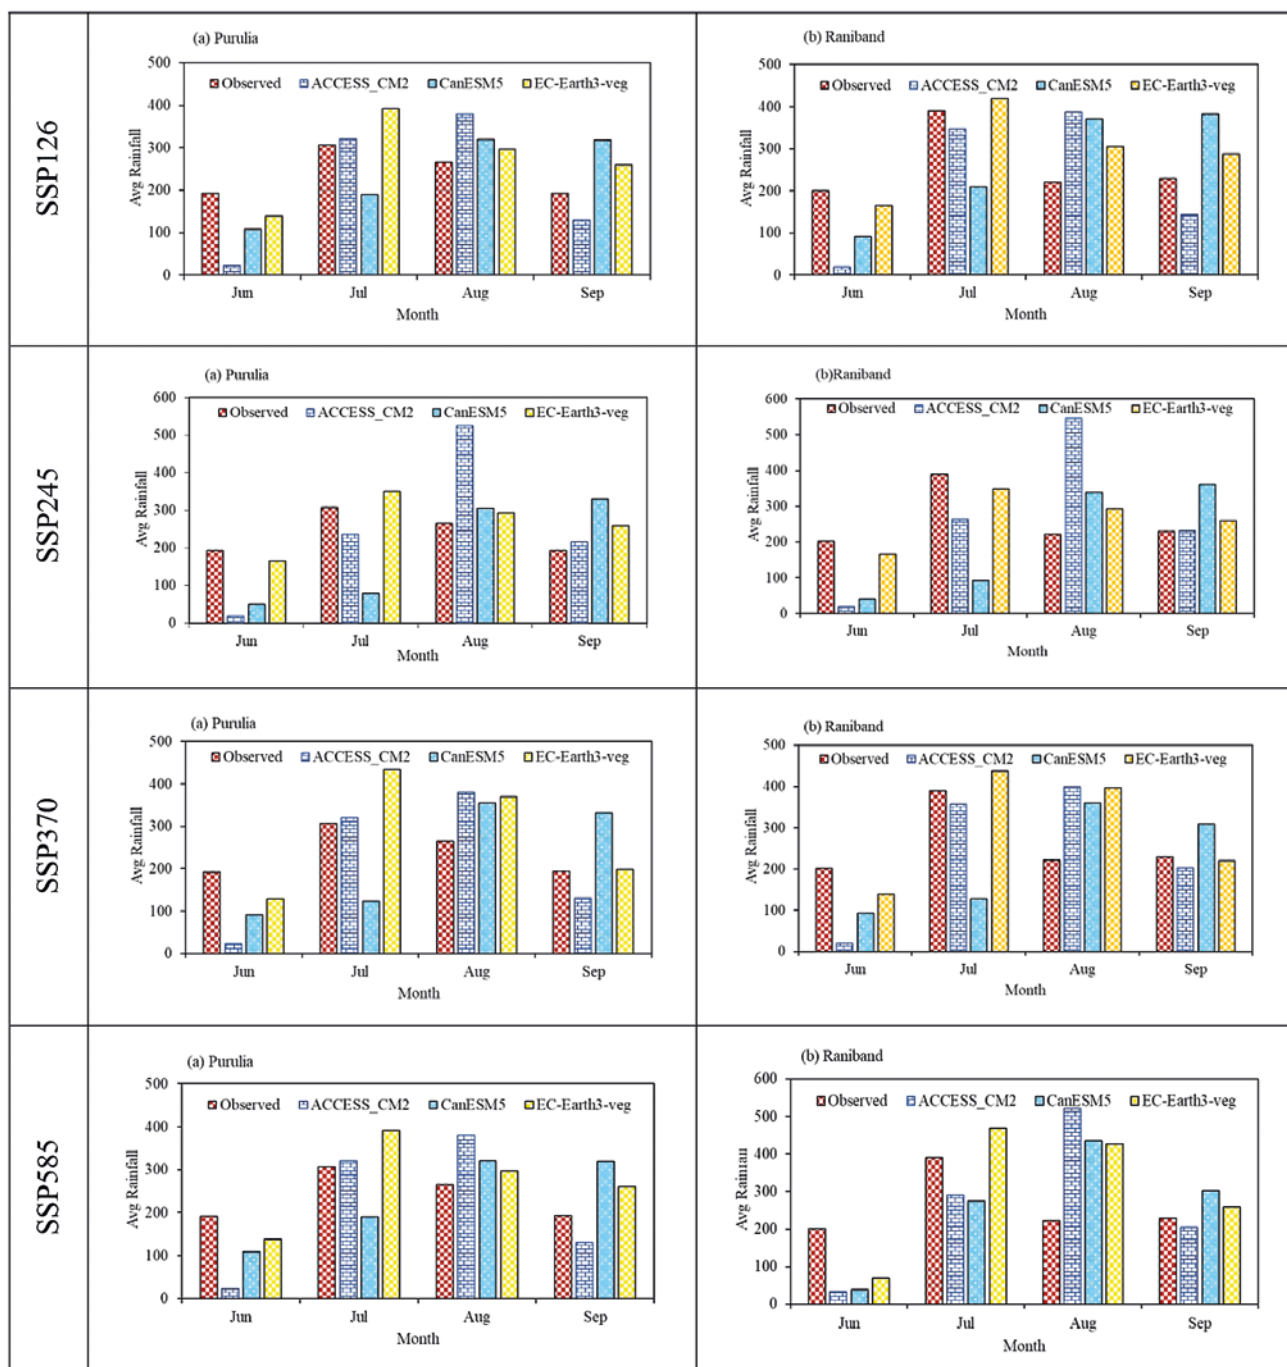 SSP126
(a) Purulia
500
400
300
200
100
0
Avg Rainfall
Observed ACCESS_CM2 CanESM5 EC-Earth3-veg
Jun Jul Aug Sep
Month
(b) Raniband
500
400
300
200
100
0
Avg Rainfall
Observed ACCESS_CM2 CanESM5 EC-Earth3-veg
Jun Jul Aug Sep
Month
SSP245
(a) Purulia
600
500
400
300
200
100
0
Avg Rainfall
Observed ACCESS_CM2 CanESM5 EC-Earth3-veg
Jun Jul Aug Sep
Month
(b)Raniband
600
500
400
300
200
100
0
Avg Rainfall
Observed ACCESS_CM2 CanESM5 EC-Earth3-veg
Jun Jul Aug Sep
Month
SSP370
(a) Purulia
500
400
300
200
100
0
Avg Rainfall
Observed ACCESS_CM2 CanESM5 EC-Earth3-veg
Jun Jul Aug Sep
Month
(b) Raniband
500
400
300
200
100
0
Avg Rainfall
Observed ACCESS_CM2 CanESM5 EC-Earth3-veg
Jun Jul Aug Sep
Month
SSP585
(a) Purulia
500
400
300
200
100
0
Avg Rainfall
Observed ACCESS_CM2 CanESM5 EC-Earth3-veg
Jun Jul Aug Sep
Month
(b) Raniband
600
500
400
300
200
100
0
Avg Rainfall
Observed ACCESS_CM2 CanESM5 EC-Earth3-veg
Jun Jul Aug Sep
Month